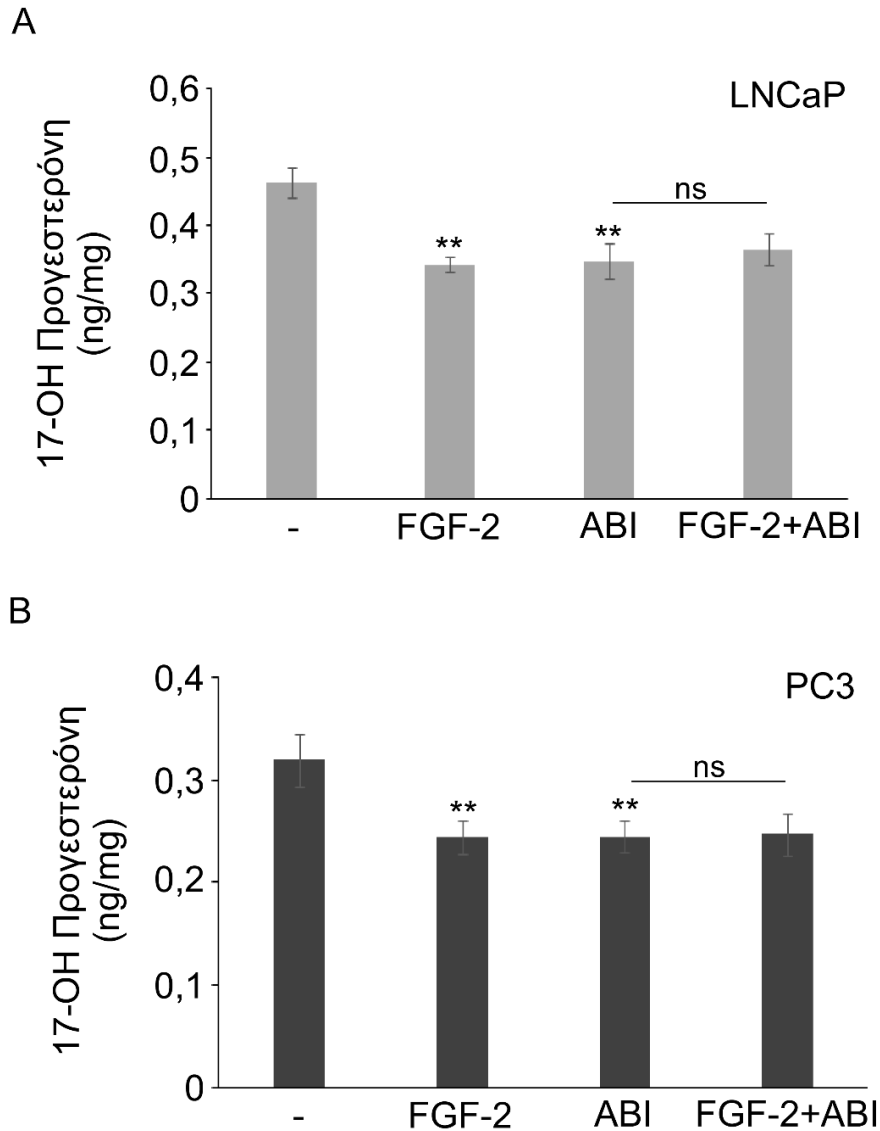 A
LNCaP
17-OH Προγεστερόνη
(ng/mg)
0,6
0,5
0,4
0,3
0,2
0,1
0
ns
**
**
- FGF-2 ABI FGF-2+ABI
B
PC3
17-OH Προγεστερόνη
(ng/mg)
0,4
0,3
0,2
0,1
0
ns
**
**
- FGF-2 ABI FGF-2+ABI